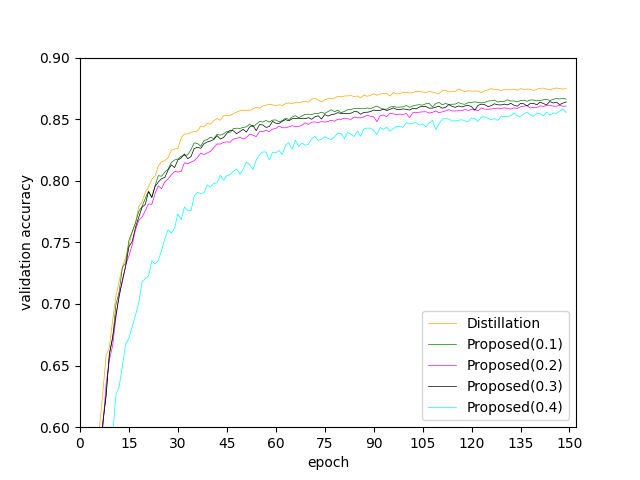 0.90
0.85
0.80
0.75
0.70
0.65
0.60
validation accuracy
Distillation
Proposed(0.1)
Proposed(0.2)
Proposed(0.3)
Proposed(0.4)
0 15 30 45 60 75 90 105 120 135 150
epoch